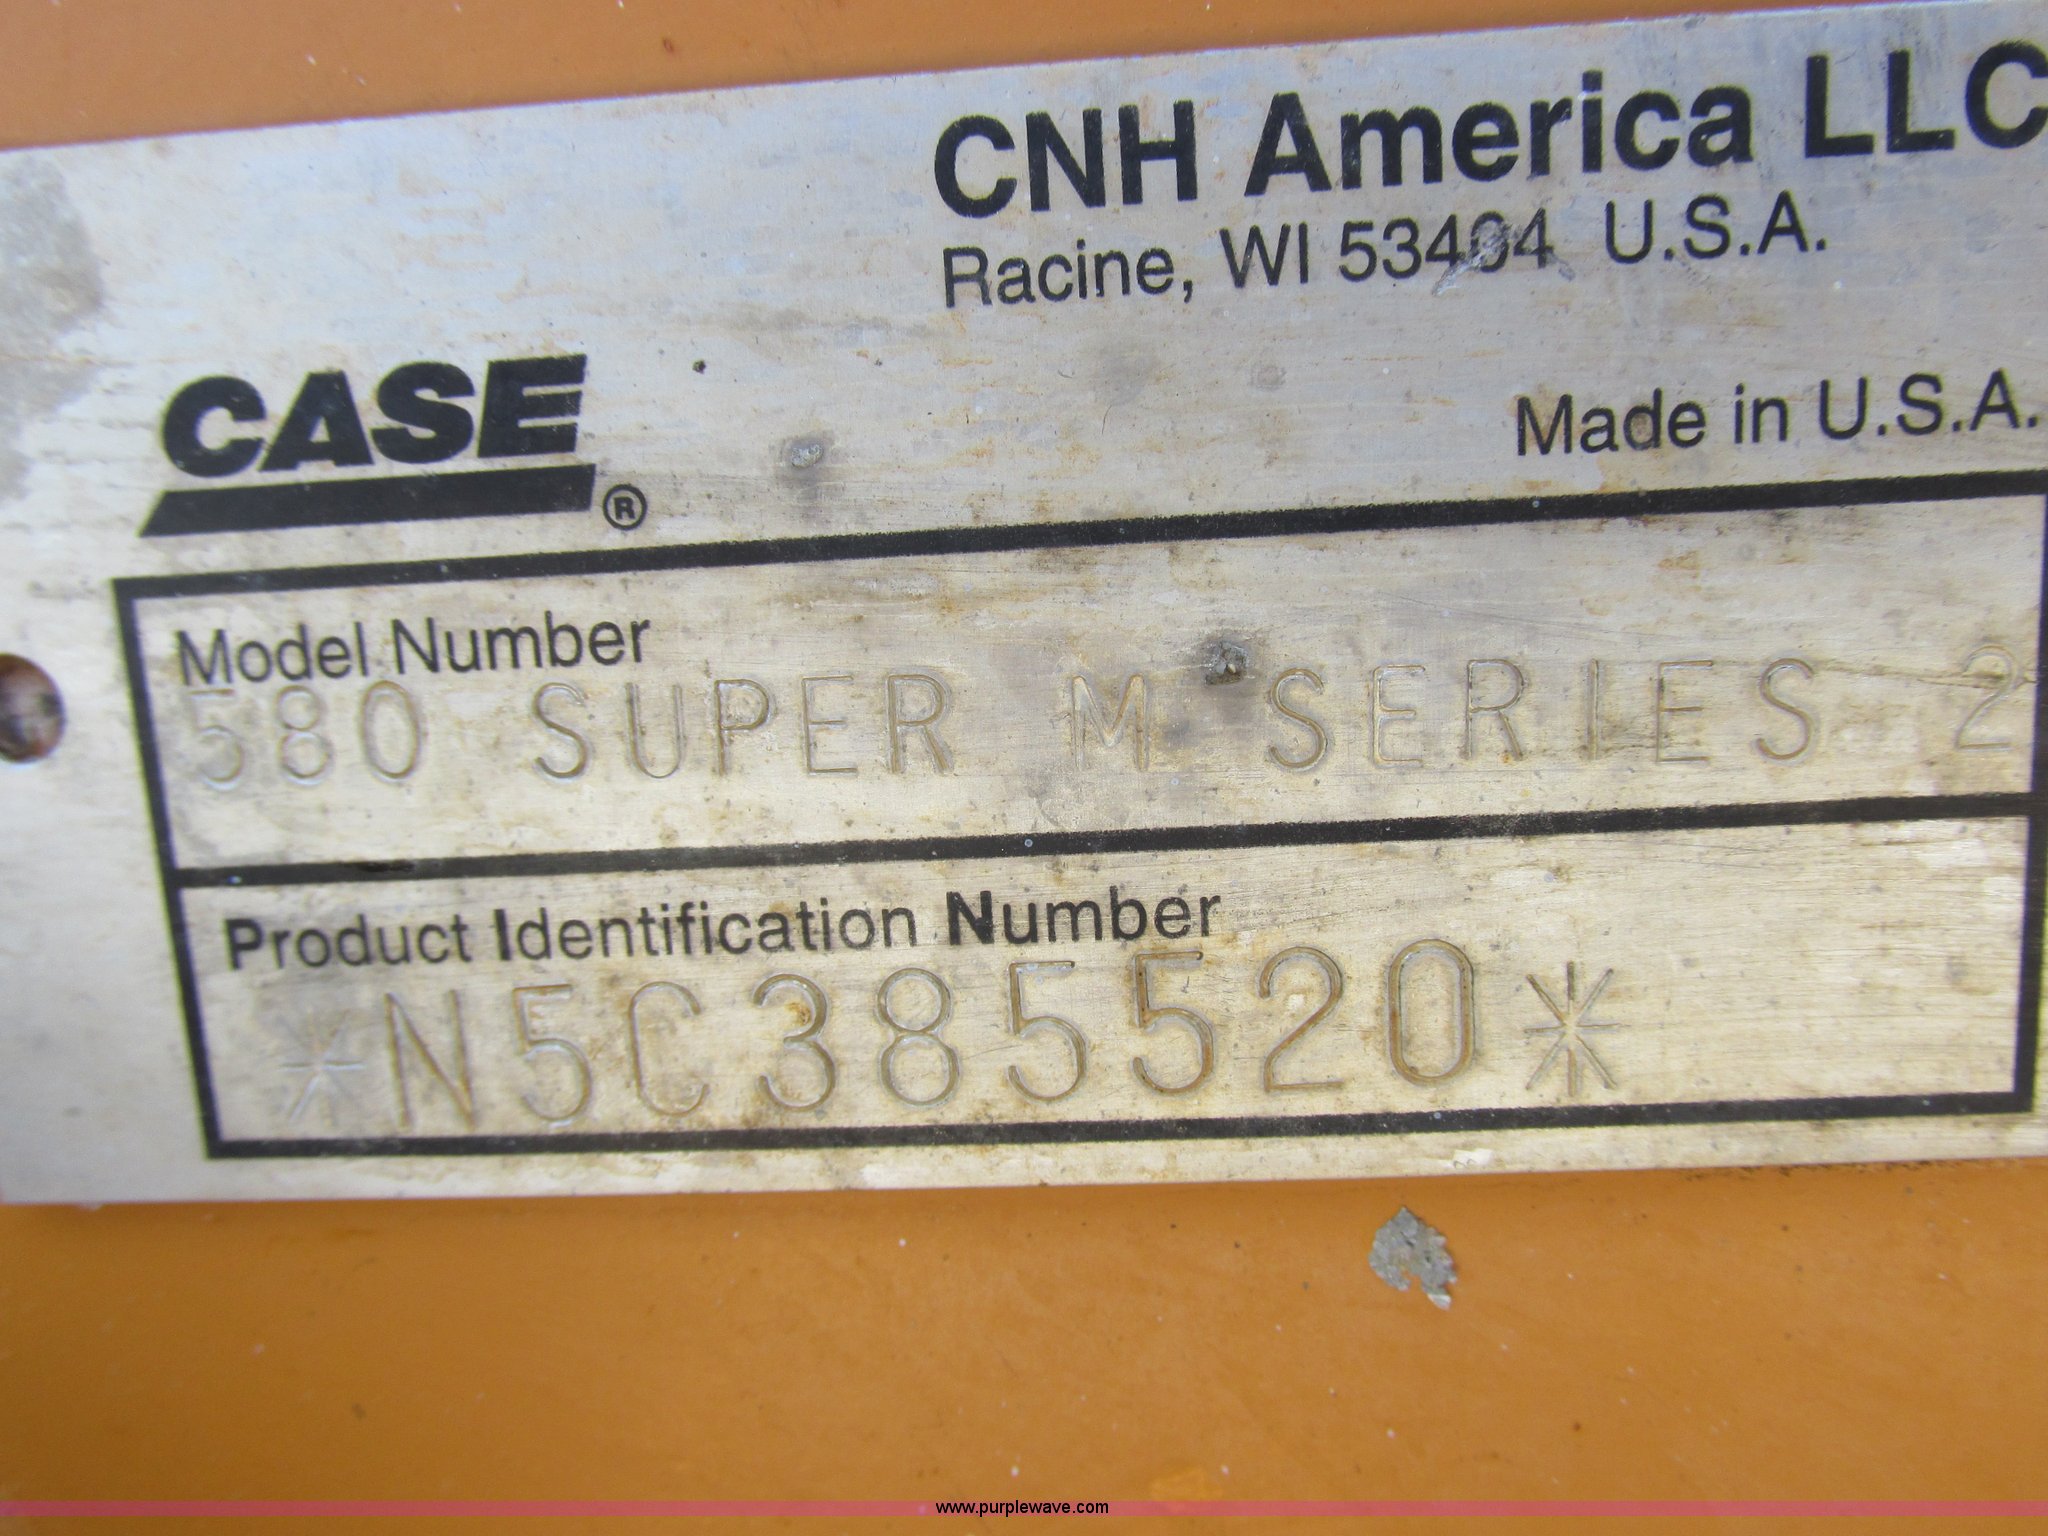 CNH America LLC
Racine, WI 53404 U.S.A.
CASE®
Made in U.S.A.
Model Number
580 SUPER M SERIES 2
Product Identification Number
*N5C385520*
www.purplewave.com